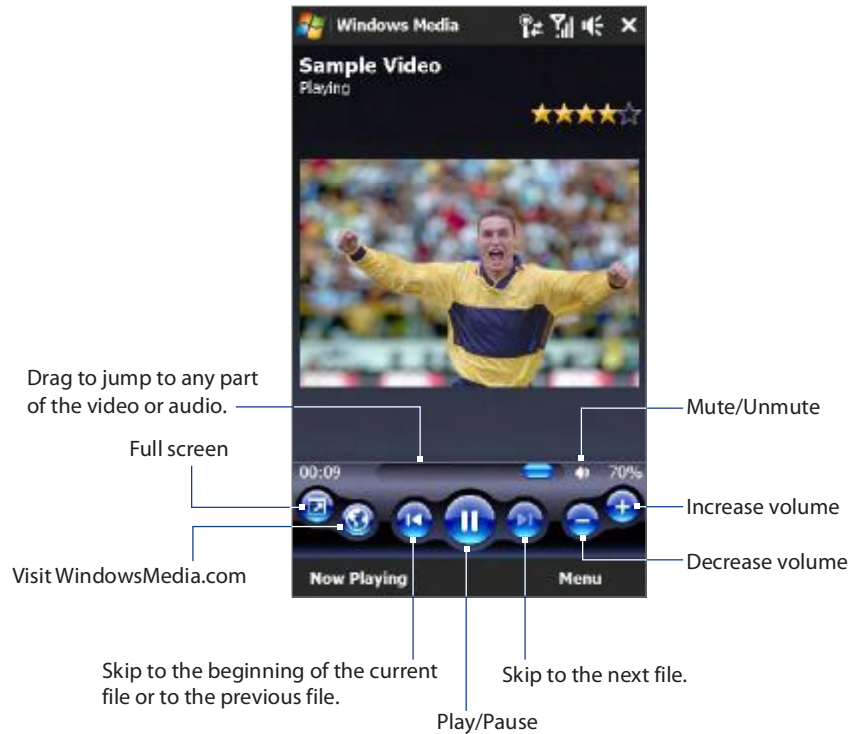 Windows Media
Sample Video
Playing
Drag to jump to any part
of the video or audio.
Mute/Unmute
Full screen
00:09
70%
Increase volume
Decrease volume
Visit WindowsMedia.com
Now Playing
Menu
Skip to the beginning of the current
file or to the previous file.
Skip to the next file.
Play/Pause